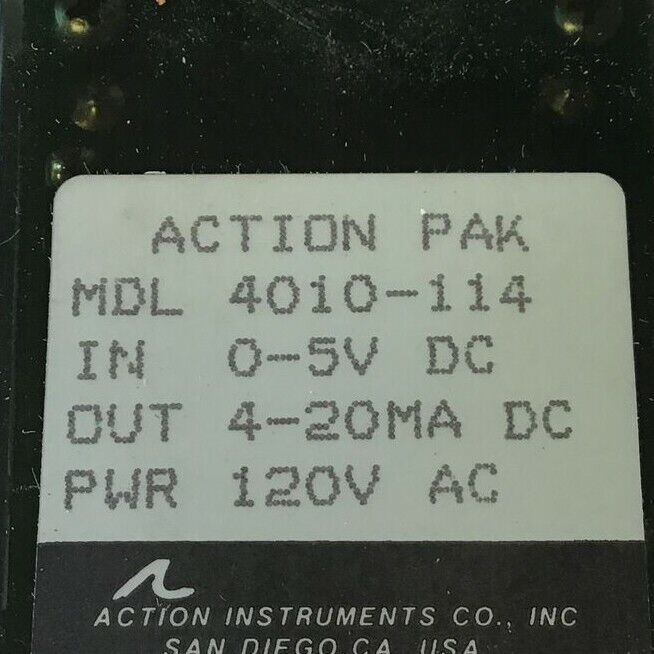 ACTION PAK
MDL 4010-114
IN 0-5V DC
OUT 4-20MA DC
PWR 120V AC
ACTION INSTRUMENTS CO., INC
SAN DIEGO CA. USA